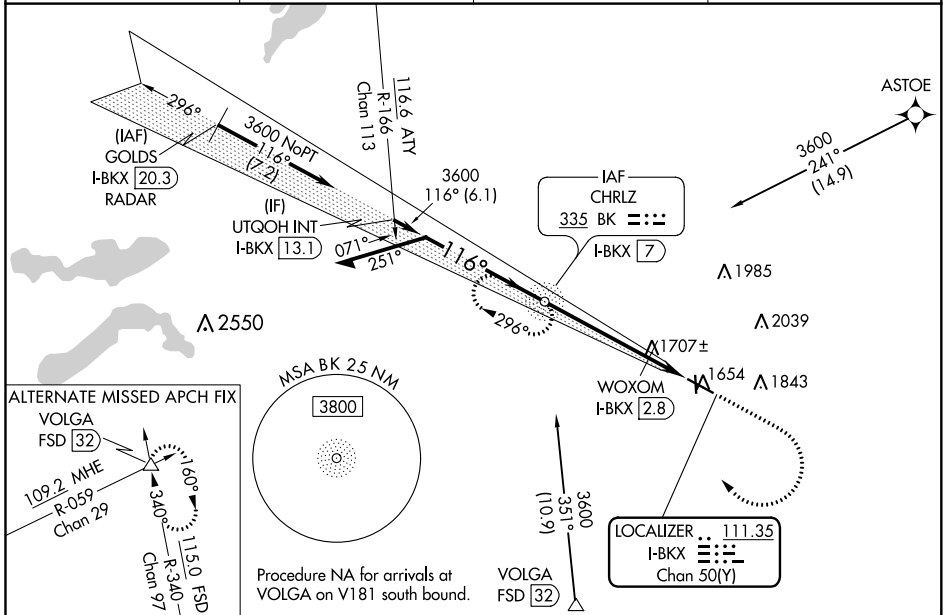 296°
(IAF)
GOLDS
I-BKX 20.3
RADAR
3600 NoPT
116°
(7.2)
116.6 ATY
R-166
Chan 113
(IF)
UTQOH INT
I-BKX 13.1
071°
251°
3600
116° (6.1)
116°
296°
IAF
CHRLZ
335 BK
I-BKX 7
ASTOE
3600
241°
(14.9)
1985
2550
2039
1707±
WOXOM
I-BKX 2.8
1654
1843
ALTERNATE MISSED APCH FIX
VOLGA
FSD 32
109.2 MHE
R-059
Chan 29
160°
340°
115.0 FSD
R-340
Chan 97
MSA BK 25 NM
3800
Procedure NA for arrivals at
VOLGA on V181 south bound.
3600
351°
(10.9)
VOLGA
FSD 32
LOCALIZER 111.35
I-BKX
Chan 50(Y)